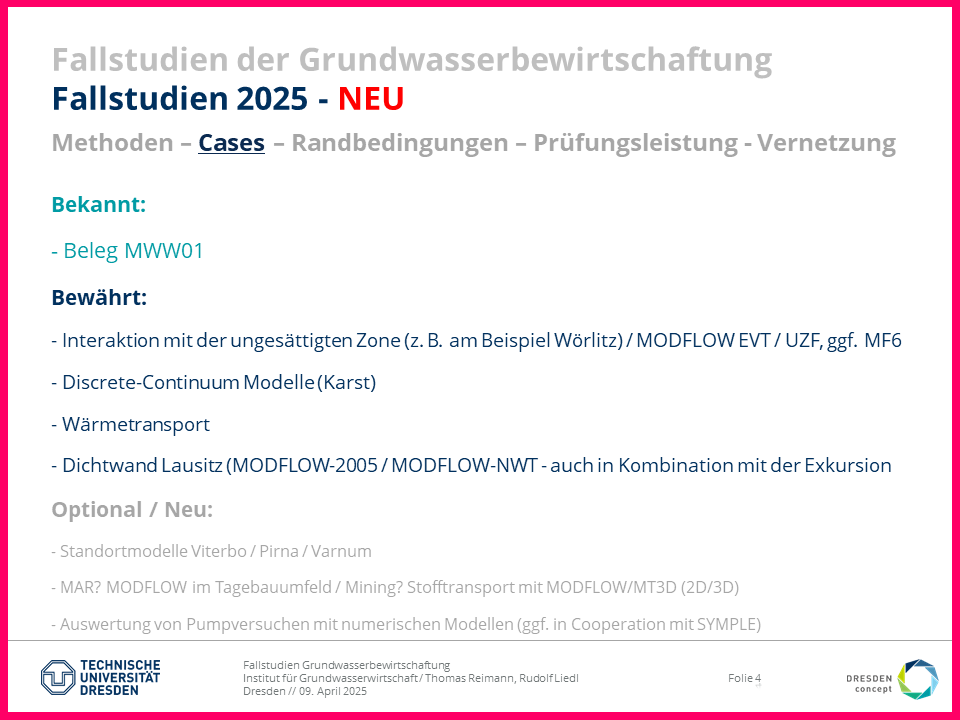 Fallstudien der Grundwasserbewirtschaftung
Fallstudien 2025 - NEU
Methoden – Cases – Randbedingungen – Prüfungsleistung - Vernetzung
Bekannt:
- Beleg MWW01
Bewährt:
- Interaktion mit der ungesättigten Zone (z. B. am Beispiel Wörlitz) / MODFLOW EVT / UZF, ggf. MF6
- Discrete-Continuum Modelle (Karst)
- Wärmetransport
- Dichtwand Lausitz (MODFLOW-2005 / MODFLOW-NWT - auch in Kombination mit der Exkursion
Optional / Neu:
- Standortmodelle Viterbo / Pirna / Varnum
- MAR? MODFLOW im Tagebauumfeld / Mining? Stofftransport mit MODFLOW/MT3D (2D/3D)
- Auswertung von Pumpversuchen mit numerischen Modellen (ggf. in Cooperation mit SYMPLE)
TECHNISCHE
UNIVERSITÄT
DRESDEN
Fallstudien Grundwasserbewirtschaftung
Institut für Grundwasserwirtschaft / Thomas Reimann, Rudolf Liedl
Dresden // 09. April 2025
Folie 4
DRESDEN
concept